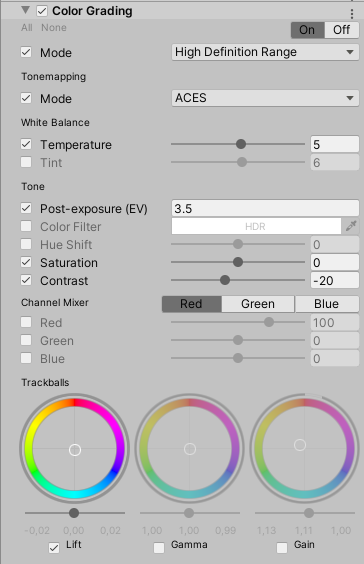 Color Grading
All None On Off
Mode High Definition Range
Tonemapping
Mode ACES
White Balance
Temperature 5
Tint 6
Tone
Post-exposure (EV) 3.5
Color Filter HDR
Hue Shift 0
Saturation 0
Contrast -20
Channel Mixer Red Green Blue
Red 100
Green 0
Blue 0
Trackballs
-0,02 0,00 0,02 1,00 1,00 0,99 1,13 1,11 1,00
Lift Gamma Gain